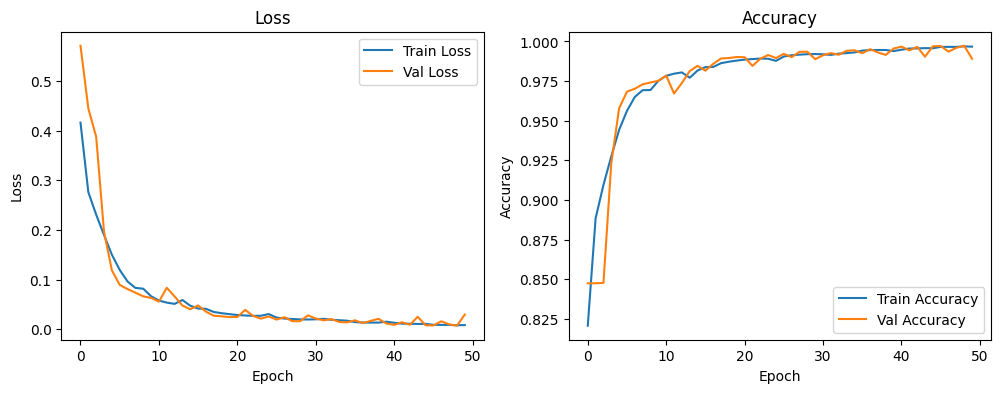 Loss
Train Loss
Val Loss
0.5
0.4
0.3
0.2
0.1
0.0
Loss
0 10 20 30 40 50
Epoch
Accuracy
1.000
0.975
0.950
0.925
0.900
0.875
0.850
0.825
Accuracy
Train Accuracy
Val Accuracy
0 10 20 30 40 50
Epoch